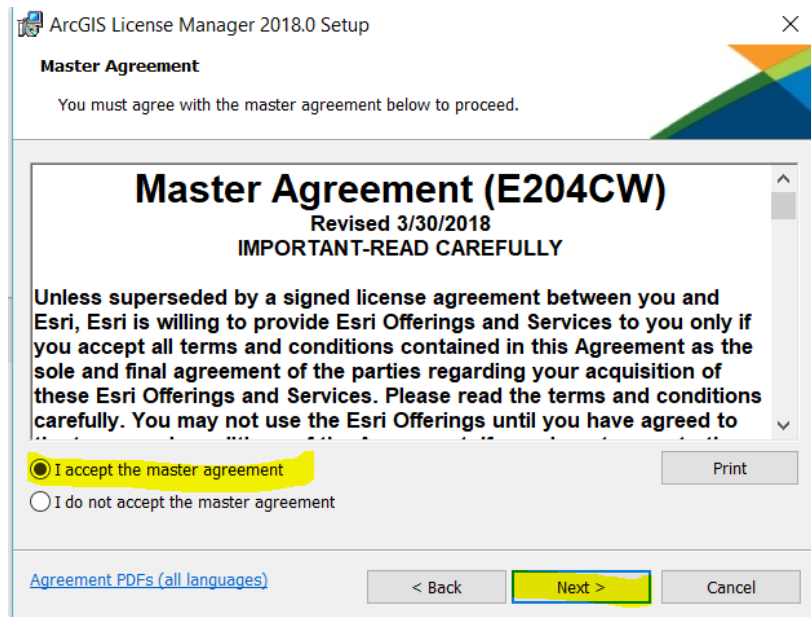 ArcGIS License Manager 2018.0 Setup
Master Agreement
You must agree with the master agreement below to proceed.
Master Agreement (E204CW)
Revised 3/30/2018
IMPORTANT-READ CAREFULLY
Unless superseded by a signed license agreement between you and
Esri, Esri is willing to provide Esri Offerings and Services to you only if
you accept all terms and conditions contained in this Agreement as the
sole and final agreement of the parties regarding your acquisition of
these Esri Offerings and Services. Please read the terms and conditions
carefully. You may not use the Esri Offerings until you have agreed to
I accept the master agreement
Print
I do not accept the master agreement
Agreement PDFs (all languages)
< Back
Next >
Cancel